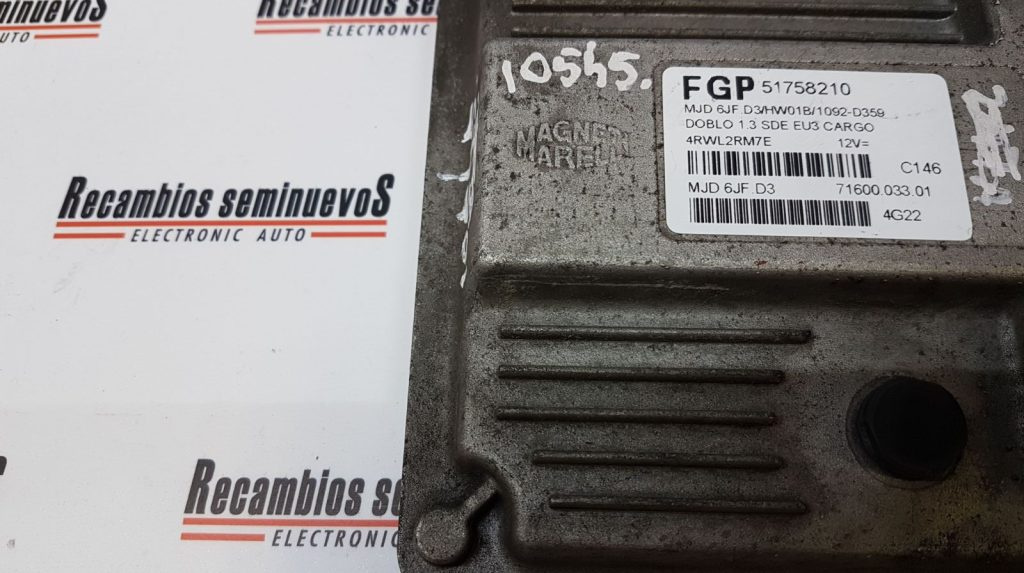 Recambios seminuevos
AUTO
ELECTRONIC
Recambios seminuevoS
ELECTRONIC AUTO
Recambios se
ELECTRONIC
10545.
MAGNETI
MARELLI
FGP 51758210
MJD 6JF.D3/HW01B/1092-D359
DOBLO 1.3 SDE EU3 CARGO
4RWL2RM7E 12V=
C146
MJD 6JF.D3 71600.033.01
4G22